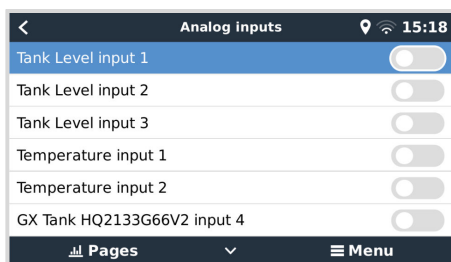 Analog inputs 15:18
Tank Level input 1
Tank Level input 2
Tank Level input 3
Temperature input 1
Temperature input 2
GX Tank HQ2133G66V2 input 4
Pages Menu